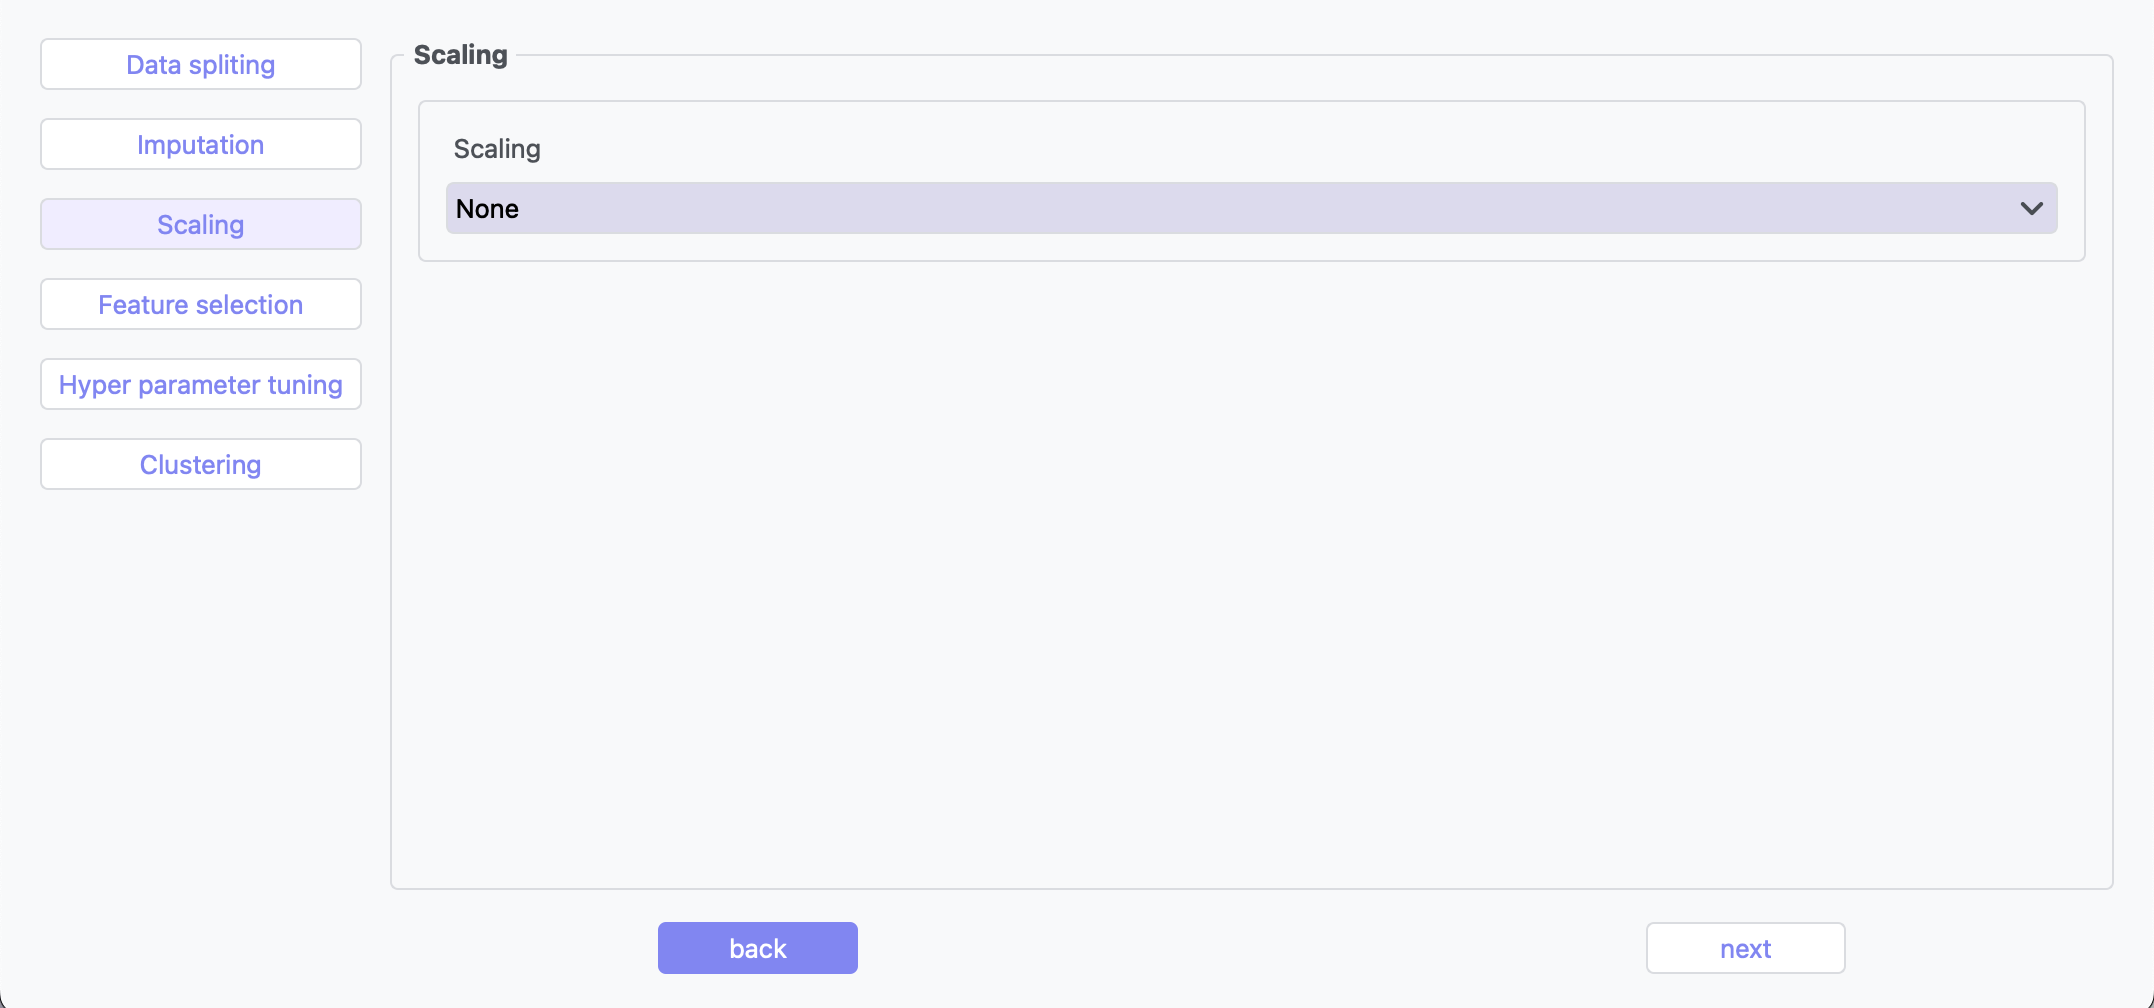 Data spliting
Imputation
Scaling
Feature selection
Hyper parameter tuning
Clustering
Scaling
Scaling
None
back
next